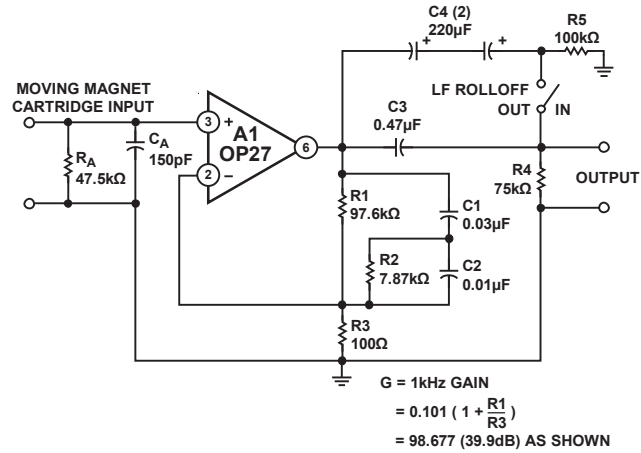 C4 (2)
220µF
R5
100kΩ
MOVING MAGNET
CARTRIDGE INPUT
LF ROLLOFF
OUT
IN
C3
0.47µF
3
+
A1
OP27
6
2
–
RA
47.5kΩ
CA
150pF
R1
97.6kΩ
R4
75kΩ
OUTPUT
C1
0.03µF
R2
7.87kΩ
C2
0.01µF
R3
100Ω
+
+
G = 1kHz GAIN
= 0.101 ( 1 + R1
R3 )
= 98.677 (39.9dB) AS SHOWN